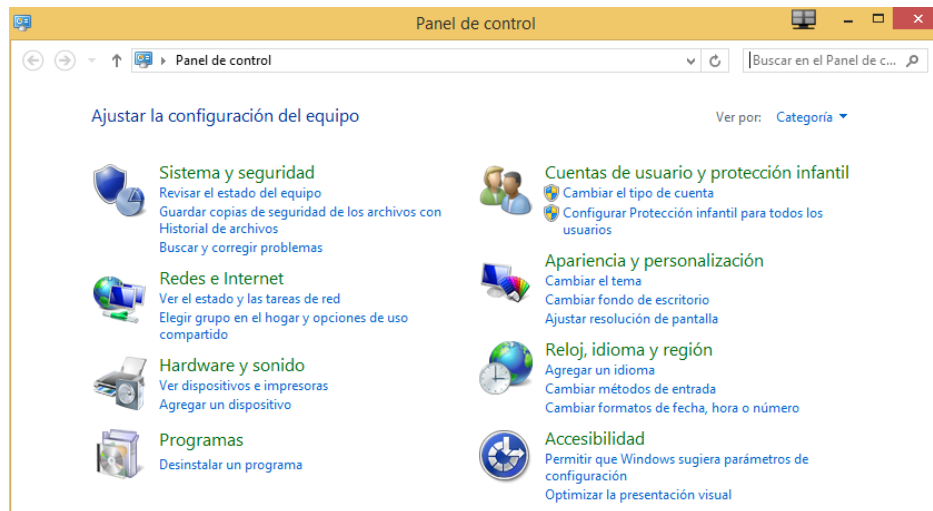 Panel de control
Panel de control
Buscar en el Panel de c...
Ajustar la configuración del equipo
Ver por: Categoría
Sistema y seguridad
Revisar el estado del equipo
Guardar copias de seguridad de los archivos con
Historial de archivos
Buscar y corregir problemas
Redes e Internet
Ver el estado y las tareas de red
Elegir grupo en el hogar y opciones de uso
compartido
Hardware y sonido
Ver dispositivos e impresoras
Agregar un dispositivo
Programas
Desinstalar un programa
Cuentas de usuario y protección infantil
Cambiar el tipo de cuenta
Configurar Protección infantil para todos los
usuarios
Apariencia y personalización
Cambiar el tema
Cambiar fondo de escritorio
Ajustar resolución de pantalla
Reloj, idioma y región
Agregar un idioma
Cambiar métodos de entrada
Cambiar formatos de fecha, hora o número
Accesibilidad
Permitir que Windows sugiera parámetros de
configuración
Optimizar la presentación visual